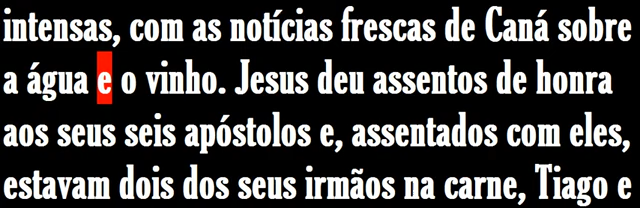 intensas, com as notícias frescas de Caná sobre
a água e o vinho. Jesus deu assentos de honra
aos seus seis apóstolos e, assentados com eles,
estavam dois dos seus irmãos na carne, Tiago e